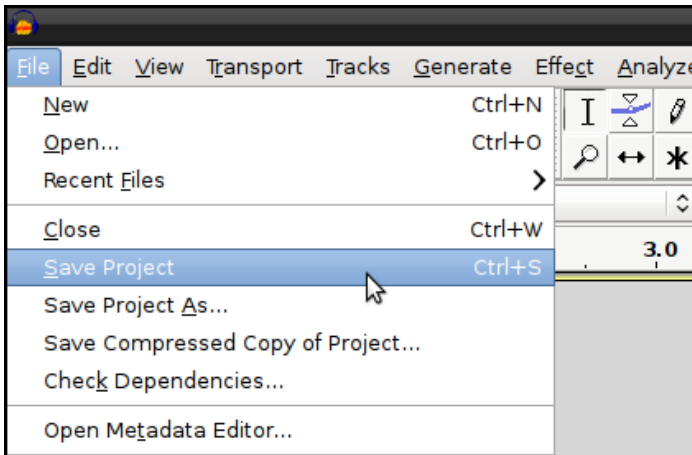 File Edit View Transport Tracks Generate Effect Analyze
New Ctrl+N
Open... Ctrl+O
Recent Files
Close Ctrl+W
Save Project Ctrl+S
3.0
Save Project As...
Save Compressed Copy of Project...
Check Dependencies...
Open Metadata Editor...